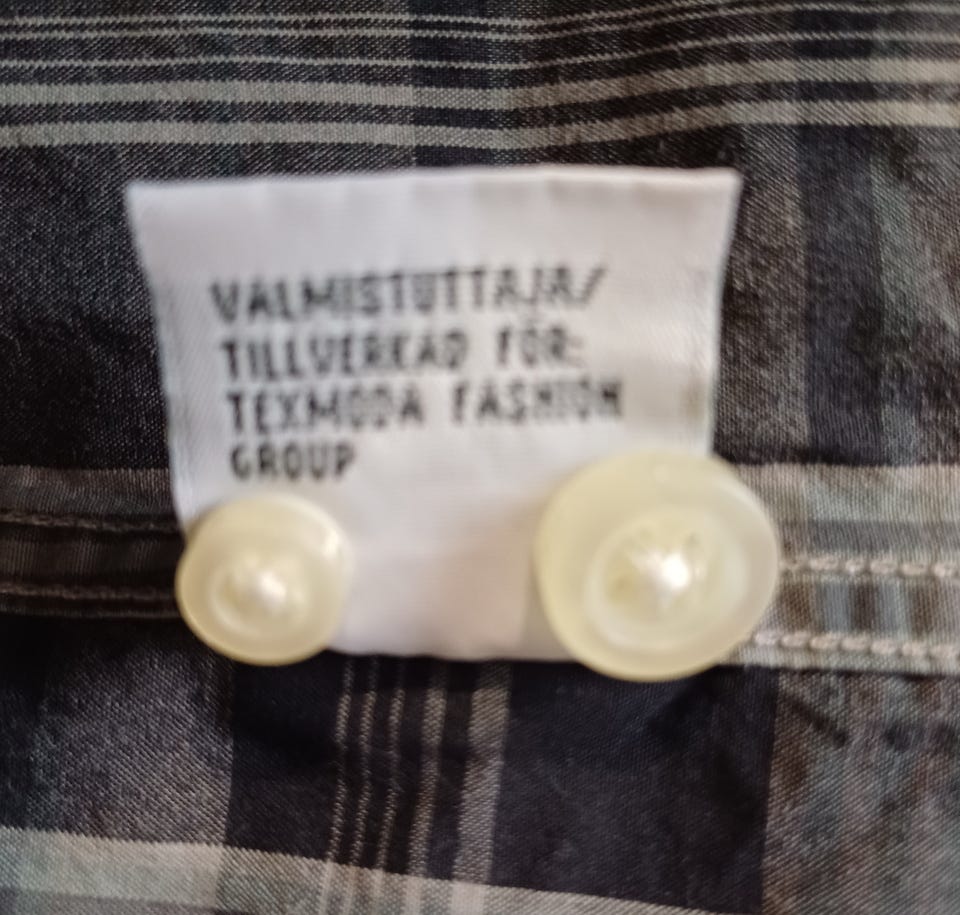 VALMISTUTTAJA/
TILLVERKAD FÖR:
TEXMODA FASHION
GROUP